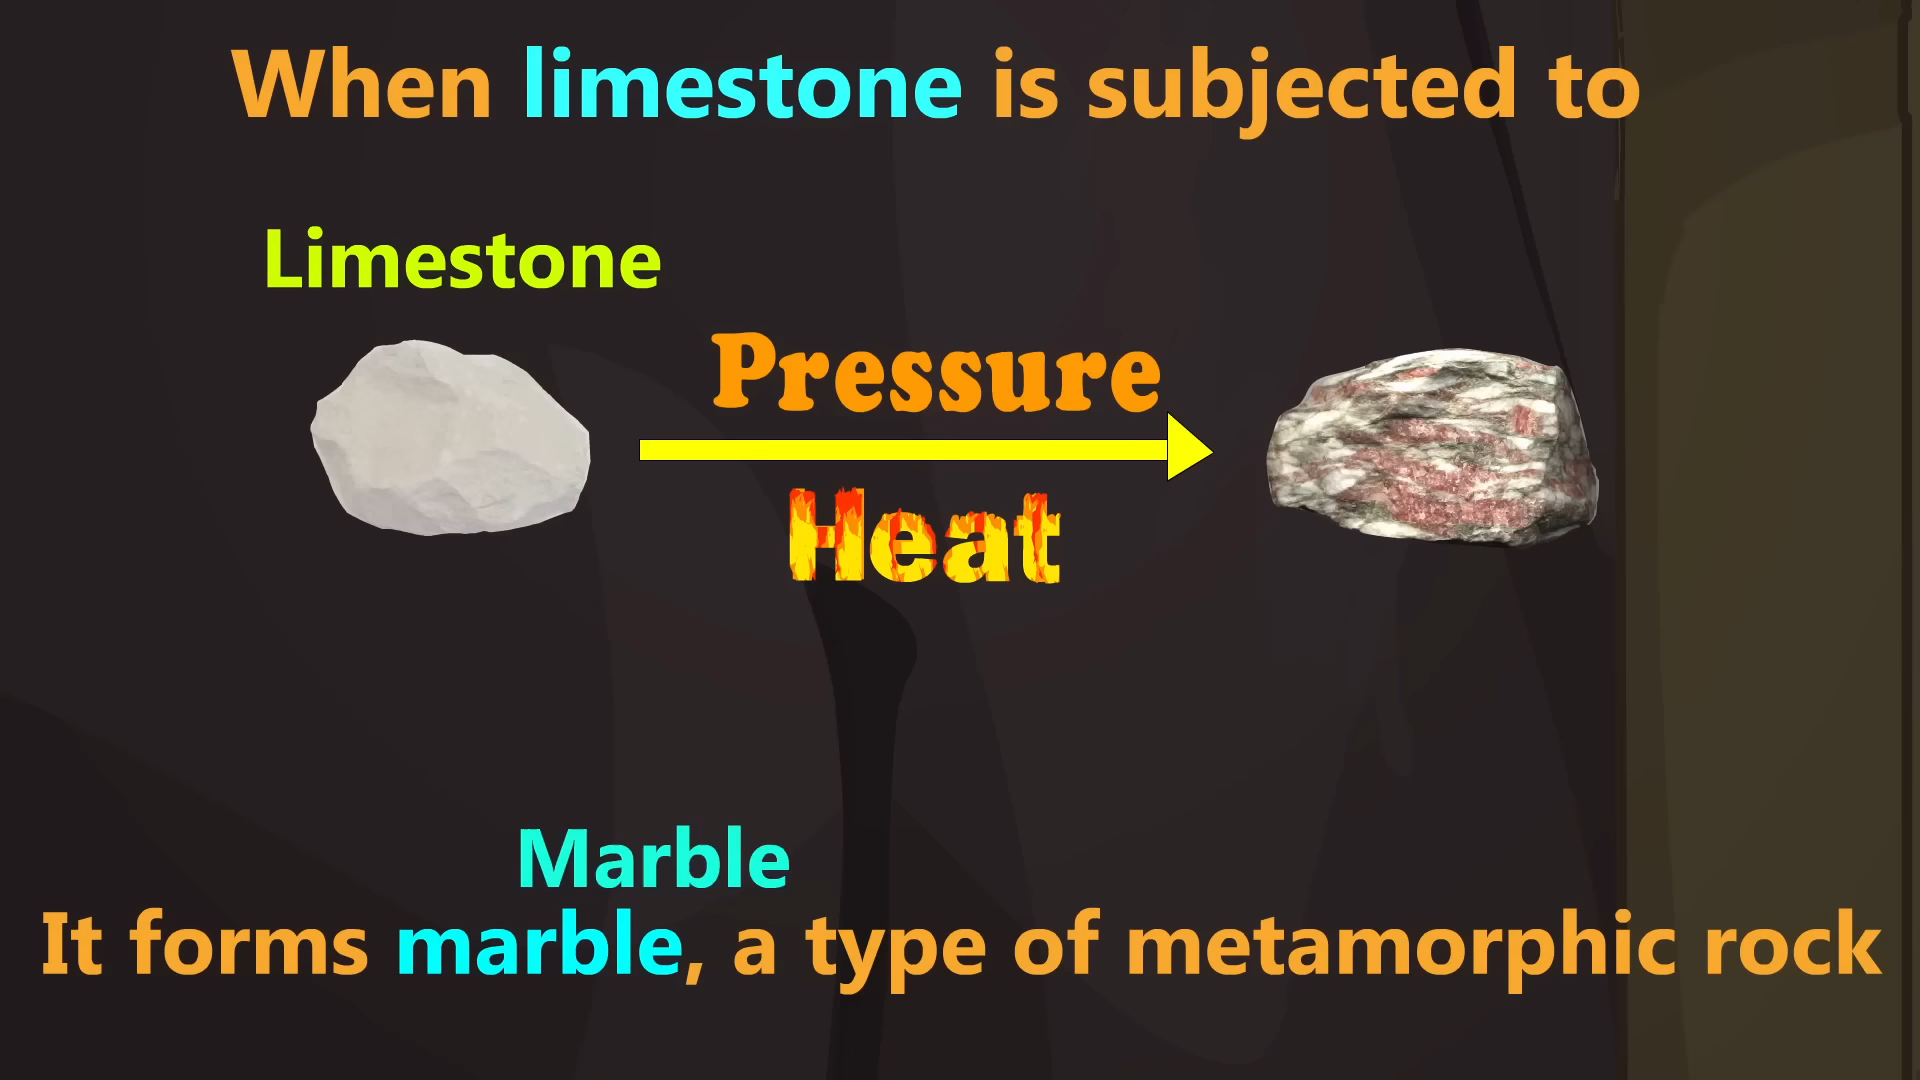 When limestone is subjected to
Limestone
Pressure
Heat
Marble
It forms marble, a type of metamorphic rock